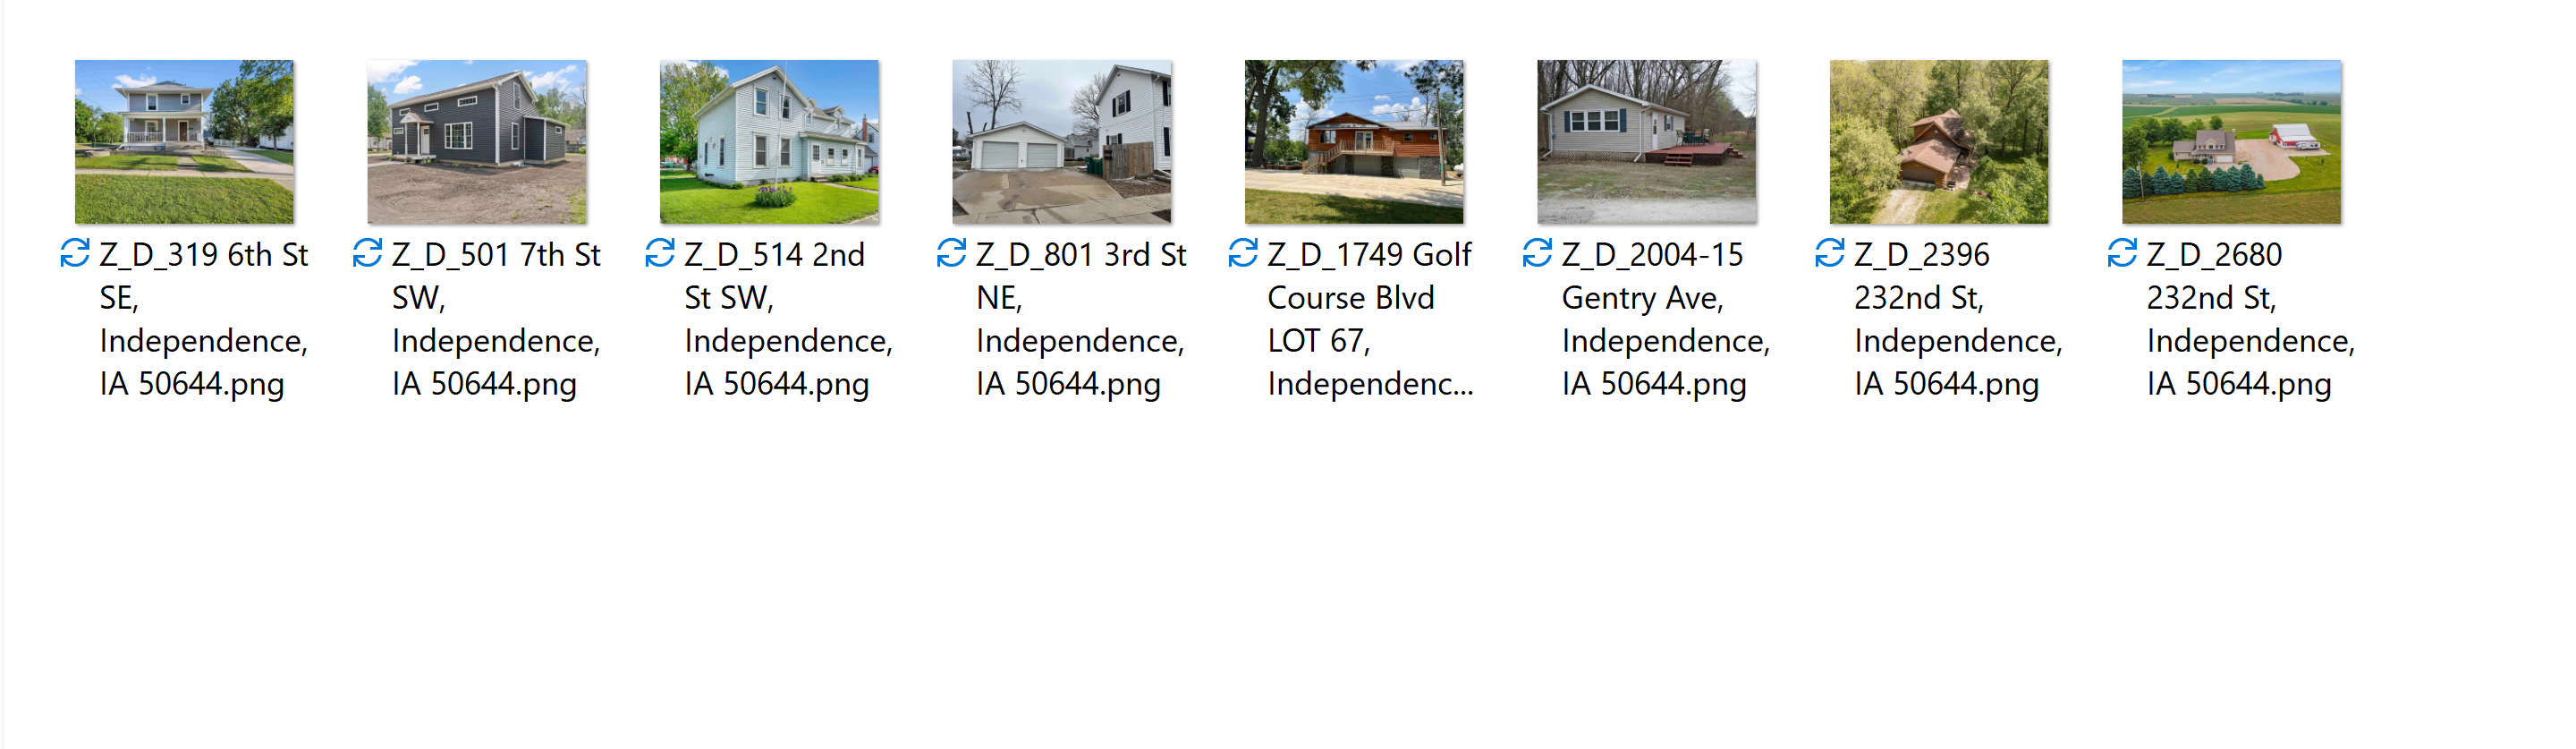 Z_D_319 6th St
SE,
Independence,
IA 50644.png
Z_D_501 7th St
SW,
Independence,
IA 50644.png
Z_D_514 2nd
St SW,
Independence,
IA 50644.png
Z_D_801 3rd St
NE,
Independence,
IA 50644.png
Z_D_1749 Golf
Course Blvd
LOT 67,
Independenc...
Z_D_2004-15
Gentry Ave,
Independence,
IA 50644.png
Z_D_2396
232nd St,
Independence,
IA 50644.png
Z_D_2680
232nd St,
Independence,
IA 50644.png